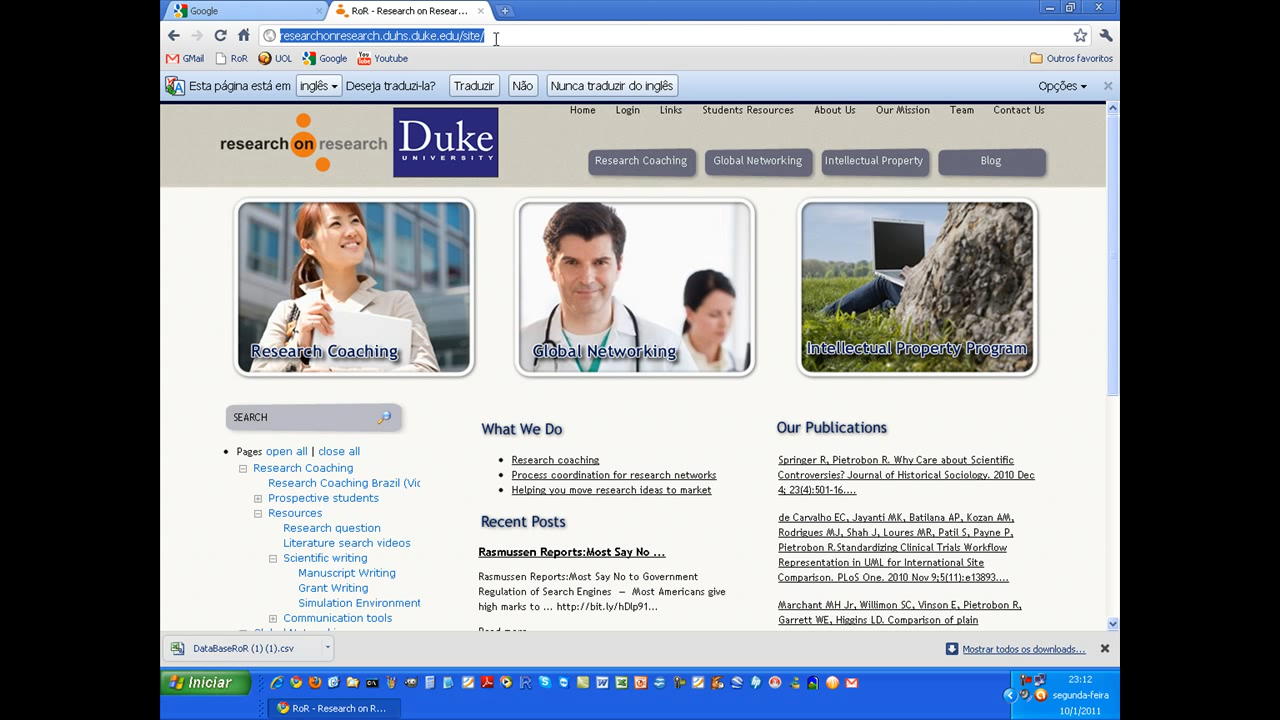 Google
RoR - Research on Resear...
researchonresearch.duhs.duke.edu/site/
GMail
RoR
UOL
Google
Youtube
Outros favoritos
Esta página está em
inglês
Deseja traduzi-la?
Traduzir
Não
Nunca traduzir do inglês
Opções
research on research
Duke
UNIVERSITY
Home
Login
Links
Students Resources
About Us
Our Mission
Team
Contact Us
Research Coaching
Global Networking
Intellectual Property
Blog
Research Coaching
Global Networking
Intellectual Property Program
SEARCH
Pages open all | close all
Research Coaching
Research Coaching Brazil (Vic
Prospective students
Resources
Research question
Literature search videos
Scientific writing
Manuscript Writing
Grant Writing
Simulation Environment
Communication tools
What We Do
Research coaching
Process coordination for research networks
Helping you move research ideas to market
Recent Posts
Rasmussen Reports:Most Say No ...
Rasmussen Reports:Most Say No to Government
Regulation of Search Engines — Most Americans give
high marks to ... http://bit.ly/hDlp91...
Read more
Our Publications
Springer R, Pietrobon R. Why Care about Scientific
Controversies? Journal of Historical Sociology. 2010 Dec
4; 23(4):501-16....
de Carvalho EC, Jayanti MK, Batilana AP, Kozan AM,
Rodrigues MJ, Shah J, Loures MR, Patil S, Payne P,
Pietrobon R.Standardizing Clinical Trials Workflow
Representation in UML for International Site
Comparison. PLoS One. 2010 Nov 9;5(11):e13893....
Marchant MH Jr, Willimon SC, Vinson E, Pietrobon R,
Garrett WE, Higgins LD. Comparison of plain
DataBaseRoR (1) (1).csv
Mostrar todos os downloads...
Iniciar
23:12
segunda-feira
10/1/2011
RoR - Research on R...